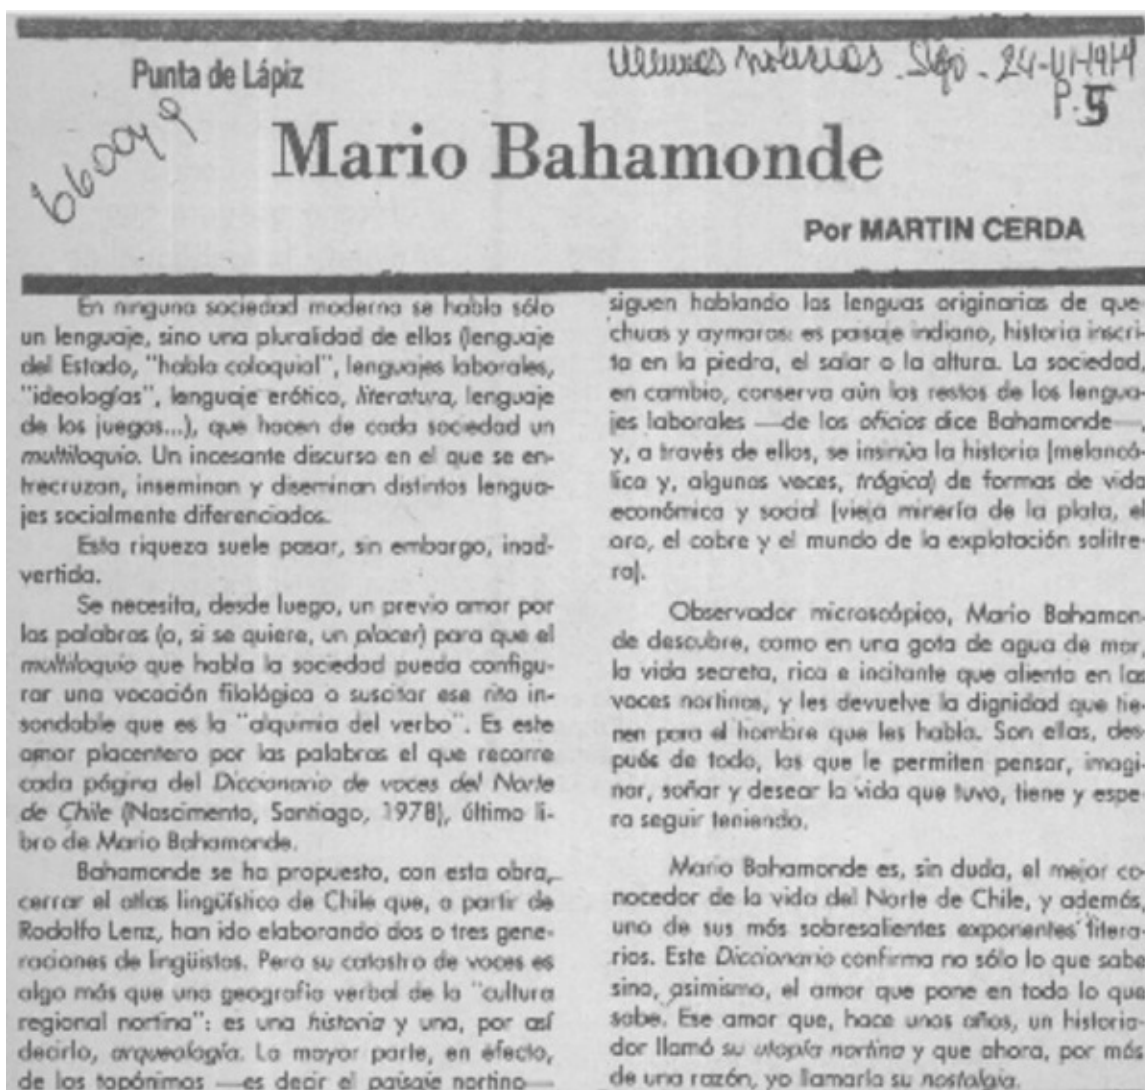 Punta de Lápiz
Ultimas Noticias. Stgo. 24-VI-1979
P. 5
660049
Mario Bahamonde
Por MARTIN CERDA
En ninguna sociedad moderna se habla sólo
un lenguaje, sino una pluralidad de ellos (lenguaje
del Estado, "habla coloquial", lenguajes laborales,
"ideologías", lenguaje erótico, literatura, lenguaje
de los juegos...), que hacen de cada sociedad un
multiloquio. Un incesante discurso en el que se en-
trecruzan, inseminan y diseminan distintos lengua-
jes socialmente diferenciados.
Esta riqueza suele pasar, sin embargo, inad-
vertida.
Se necesita, desde luego, un previo amor por
las palabras (o, si se quiere, un placer) para que el
multiloquio que habla la sociedad pueda configu-
rar una vocación filológica o suscitar ese rito in-
sondable que es la "alquimia del verbo". Es este
amor placentero por las palabras el que recorre
cada página del Diccionario de voces del Norte
de Chile (Nascimento, Santiago, 1978), último li-
bro de Mario Bahamonde.
Bahamonde se ha propuesto, con esta obra,
cerrar el atlas lingüístico de Chile que, a partir de
Rodolfo Lenz, han ido elaborando dos o tres gene-
raciones de lingüistas. Pero su catastro de voces es
algo más que una geografía verbal de la "cultura
regional nortina": es una historia y una, por así
decirlo, arqueología. La mayor parte, en efecto,
de los topónimos —es decir el paisaje nortino—
siguen hablando las lenguas originarias de que
chuas y aymaras: es paisaje indiano, historia inscri-
ta en la piedra, el salar o la altura. La sociedad,
en cambio, conserva aún los restos de los lengua-
jes laborales —de los oficios dice Bahamonde—,
y, a través de ellos, se insinúa la historia (melancó-
lica y, algunas veces, trágica) de formas de vida
económica y social (vieja minería de la plata, el
oro, el cobre y el mundo de la explotación salitre-
ra).
Observador microscópico, Mario Bahamon-
de descubre, como en una gota de agua de mar,
la vida secreta, rica e incitante que alienta en las
voces nortinas, y les devuelve la dignidad que tie-
nen para el hombre que les habla. Son ellas, des-
pués de todo, las que le permiten pensar, imagi-
nar, soñar y desear la vida que tuvo, tiene y espe-
ra seguir teniendo.
Mario Bahamonde es, sin duda, el mejor co-
nocedor de la vida del Norte de Chile, y además,
uno de sus más sobresalientes exponentes litera-
rios. Este Diccionario confirma no sólo lo que sabe
sino, asimismo, el amor que pone en todo lo que
sabe. Ese amor que, hace unos años, un historia-
dor llamó su utopía nortina y que ahora, por más
de una razón, yo llamaría su nostalgia.